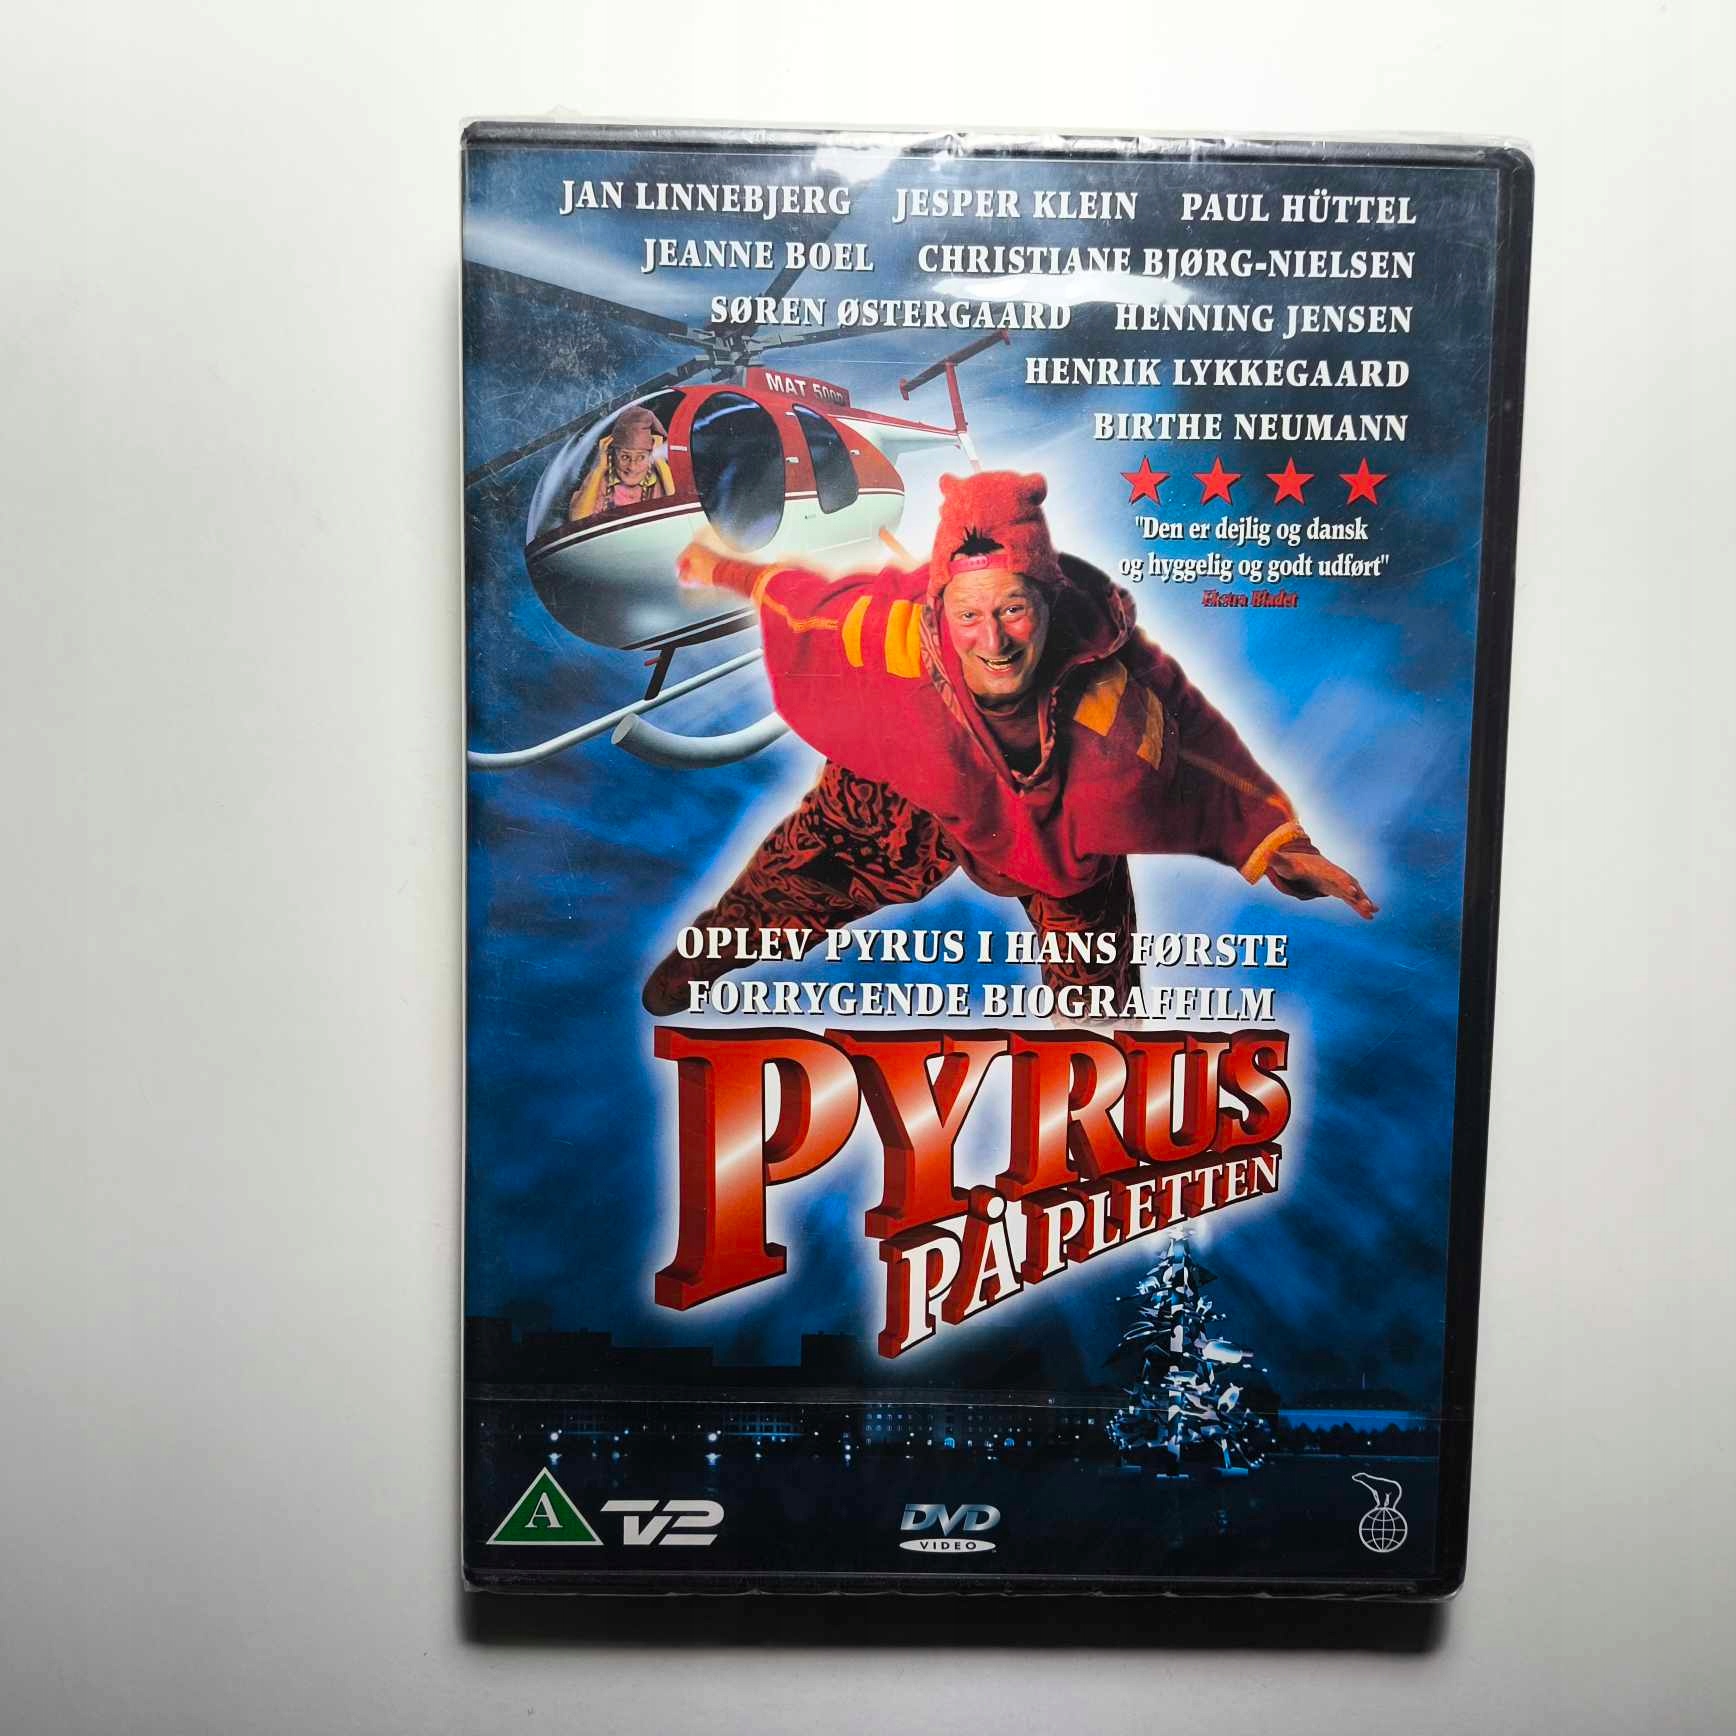 JAN LINNEBJERG JESPER KLEIN PAUL HÜTTEL
JEANNE BOEL CHRISTIANE BJØRG-NIELSEN
SØREN ØSTERGAARD HENNING JENSEN
HENRIK LYKKEGAARD
BIRTHE NEUMANN
MAT 500D
"Den er dejlig og dansk
og hyggelig og godt udført"
Ekstra Bladet
OPLEV PYRUS I HANS FØRSTE
FORRYGENDE BIOGRAFFILM
PYRUS
PÅ PLETTEN
A TV2 DVD
VIDEO